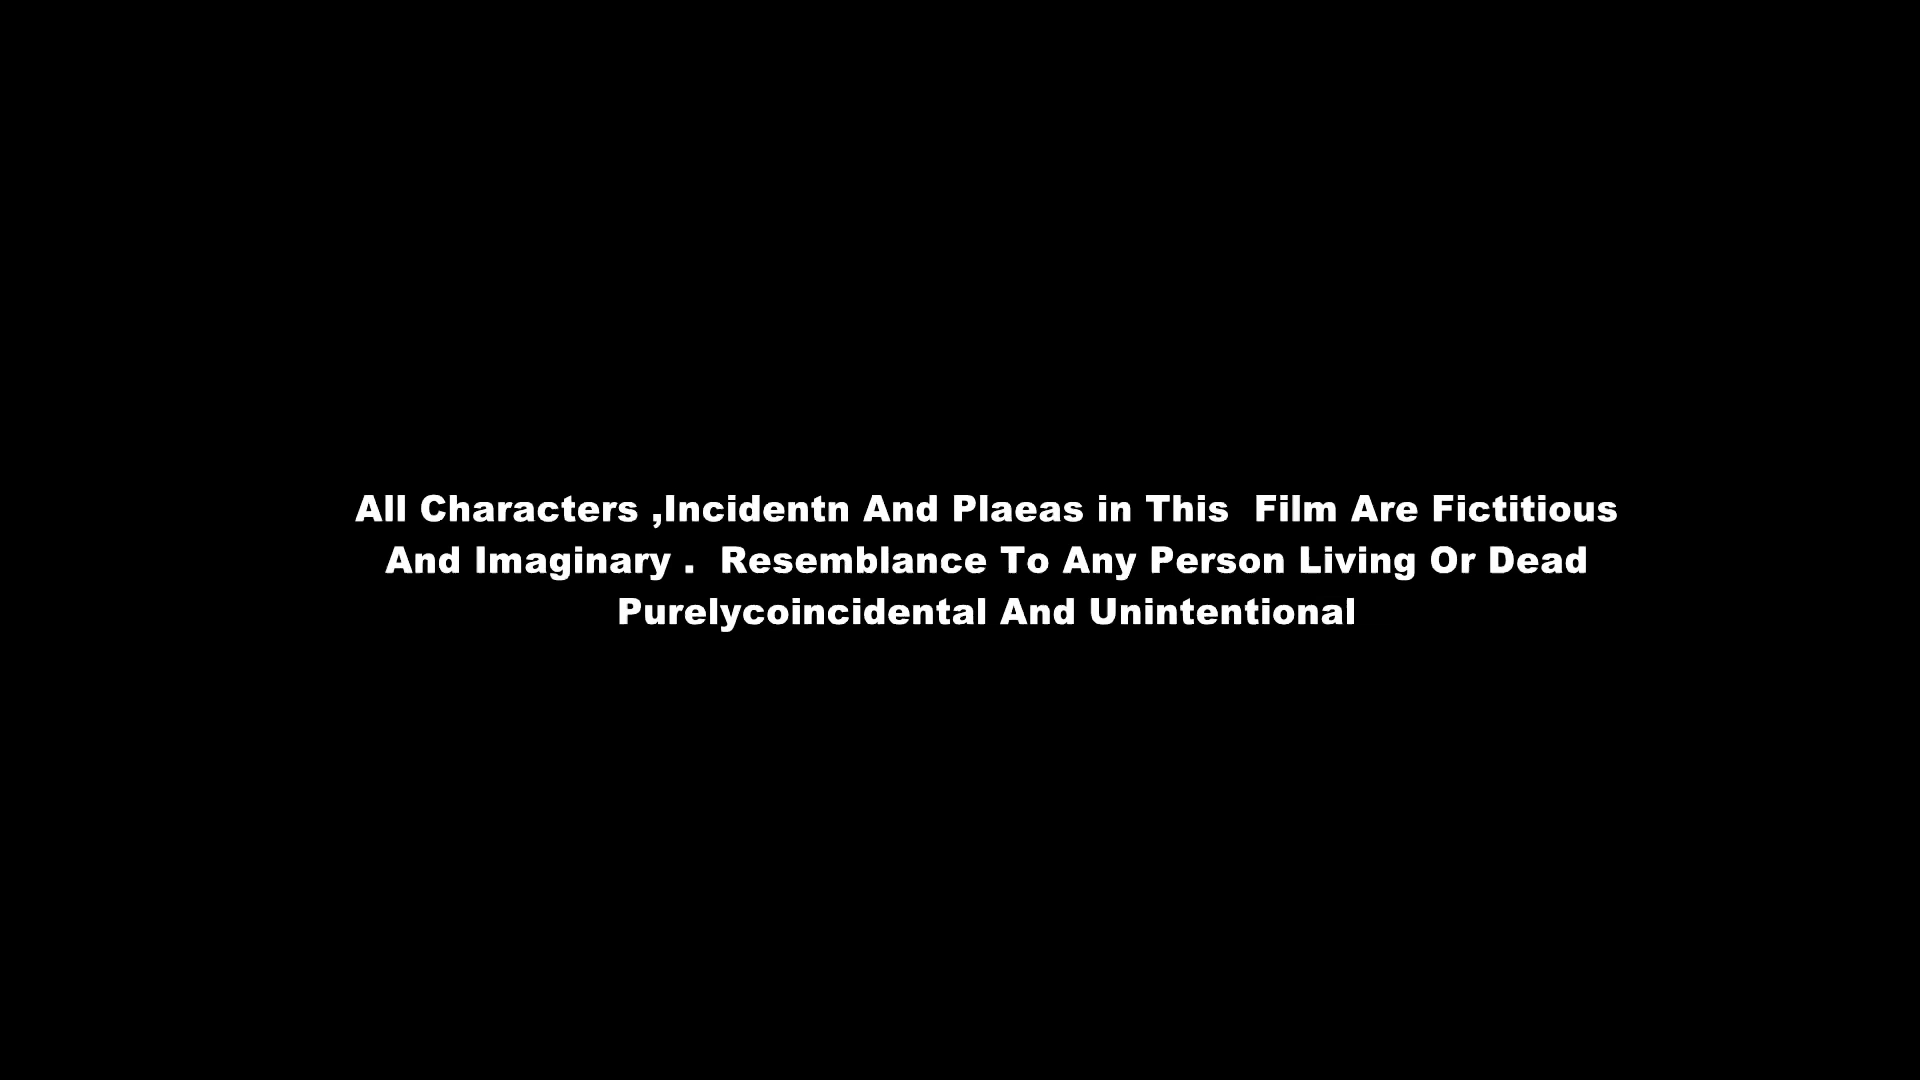 All Characters ,Incidentn And Plaeas in This  Film Are Fictitious
And Imaginary .  Resemblance To Any Person Living Or Dead
Purelycoincidental And Unintentional